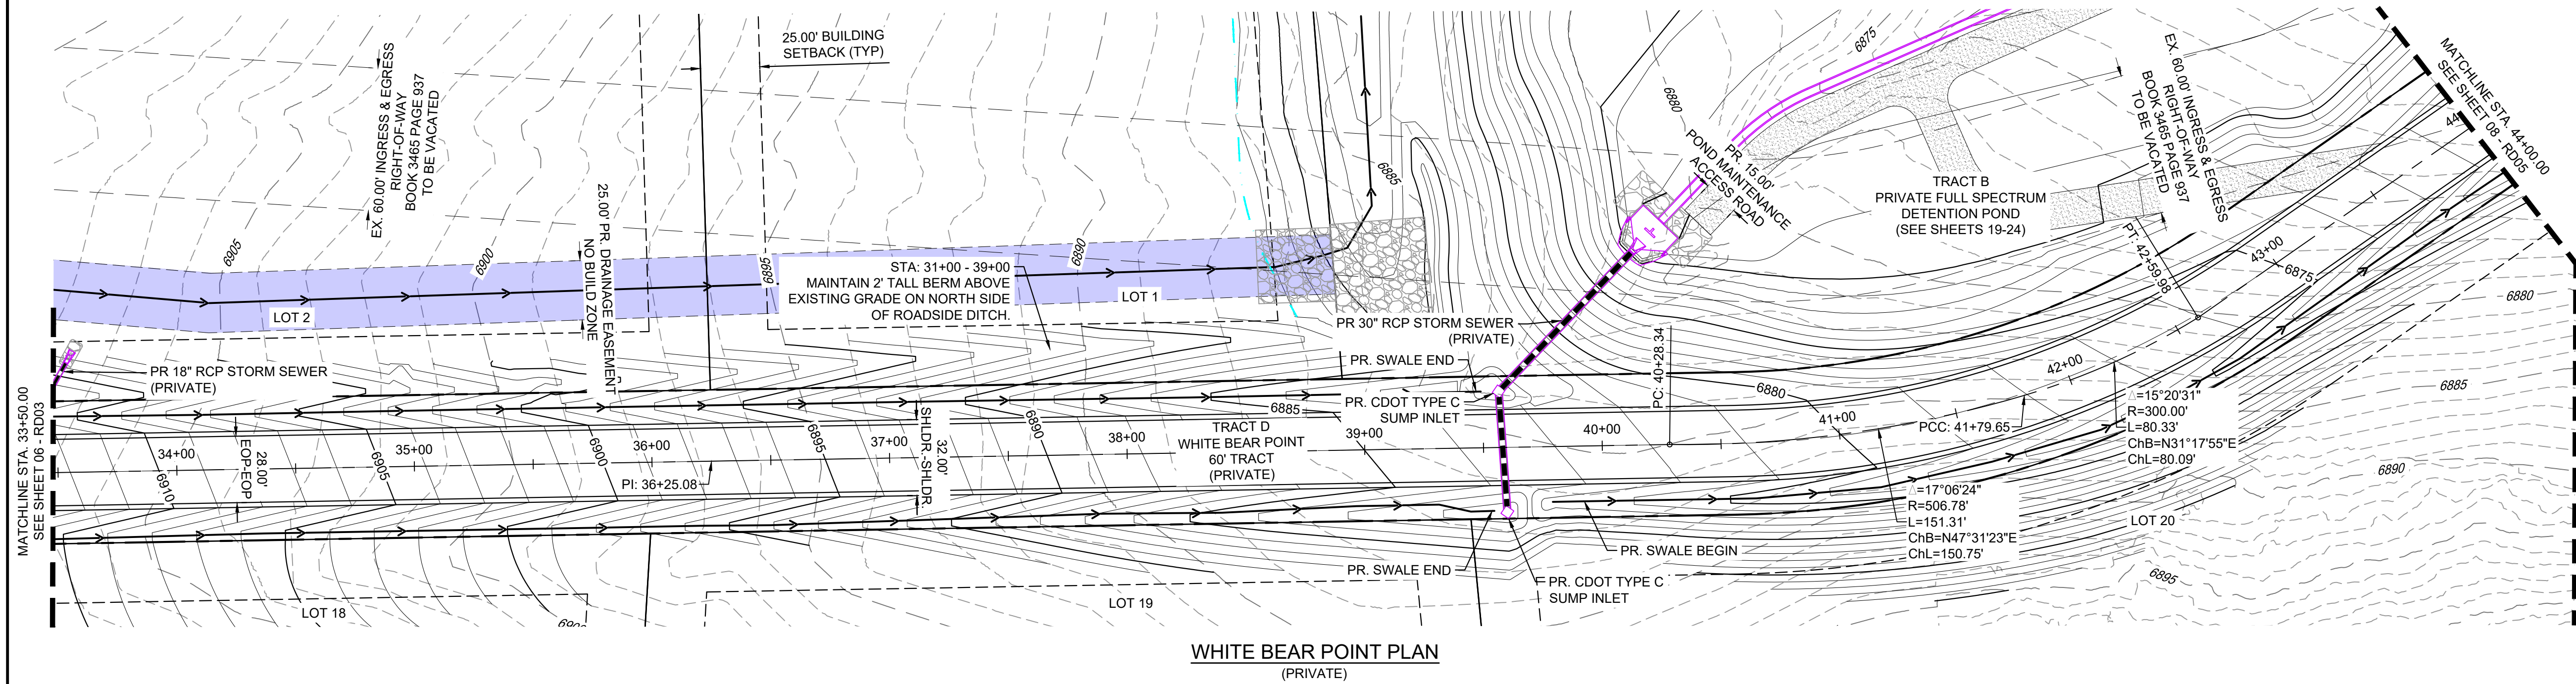 25.00' BUILDING
SETBACK (TYP)
EX. 60.00' INGRESS & EGRESS
RIGHT-OF-WAY
BOOK 3465 PAGE 937
TO BE VACATED
6905
6900
6895
6890
6885
6880
6875
25.00' PR. DRAINAGE EASEMENT
NO BUILD ZONE
STA: 31+00 - 39+00
MAINTAIN 2' TALL BERM ABOVE
EXISTING GRADE ON NORTH SIDE
OF ROADSIDE DITCH.
LOT 1
LOT 2
PR. 15.00'
POND MAINTENANCE
ACCESS ROAD
TRACT B
PRIVATE FULL SPECTRUM
DETENTION POND
(SEE SHEETS 19-24)
EX. 60.00' INGRESS & EGRESS
RIGHT-OF-WAY
BOOK 3465 PAGE 937
TO BE VACATED
MATCHLINE STA. 44+00.00
SEE SHEET 08 - RD05
44
PT: 42+59.98
43+00
6875
6880
6885
6890
6895
PR 30" RCP STORM SEWER
(PRIVATE)
PR. SWALE END
PR. CDOT TYPE C
SUMP INLET
PC: 40+28.34
6880
PR 18" RCP STORM SEWER
(PRIVATE)
MATCHLINE STA. 33+50.00
SEE SHEET 06 - RD03
34+00
35+00
36+00
37+00
38+00
39+00
40+00
41+00
42+00
6910
6905
6900
6895
6890
6885
28.00'
EOP-EOP
PI: 36+25.08
32.00'
SHLDR.-SHLDR.
TRACT D
WHITE BEAR POINT
60' TRACT
(PRIVATE)
PCC: 41+79.65
△=15°20'31"
R=300.00'
L=80.33'
ChB=N31°17'55"E
ChL=80.09'
△=17°06'24"
R=506.78'
L=151.31'
ChB=N47°31'23"E
ChL=150.75'
LOT 20
PR. SWALE BEGIN
PR. SWALE END
PR. CDOT TYPE C
SUMP INLET
LOT 18
LOT 19
WHITE BEAR POINT PLAN
(PRIVATE)